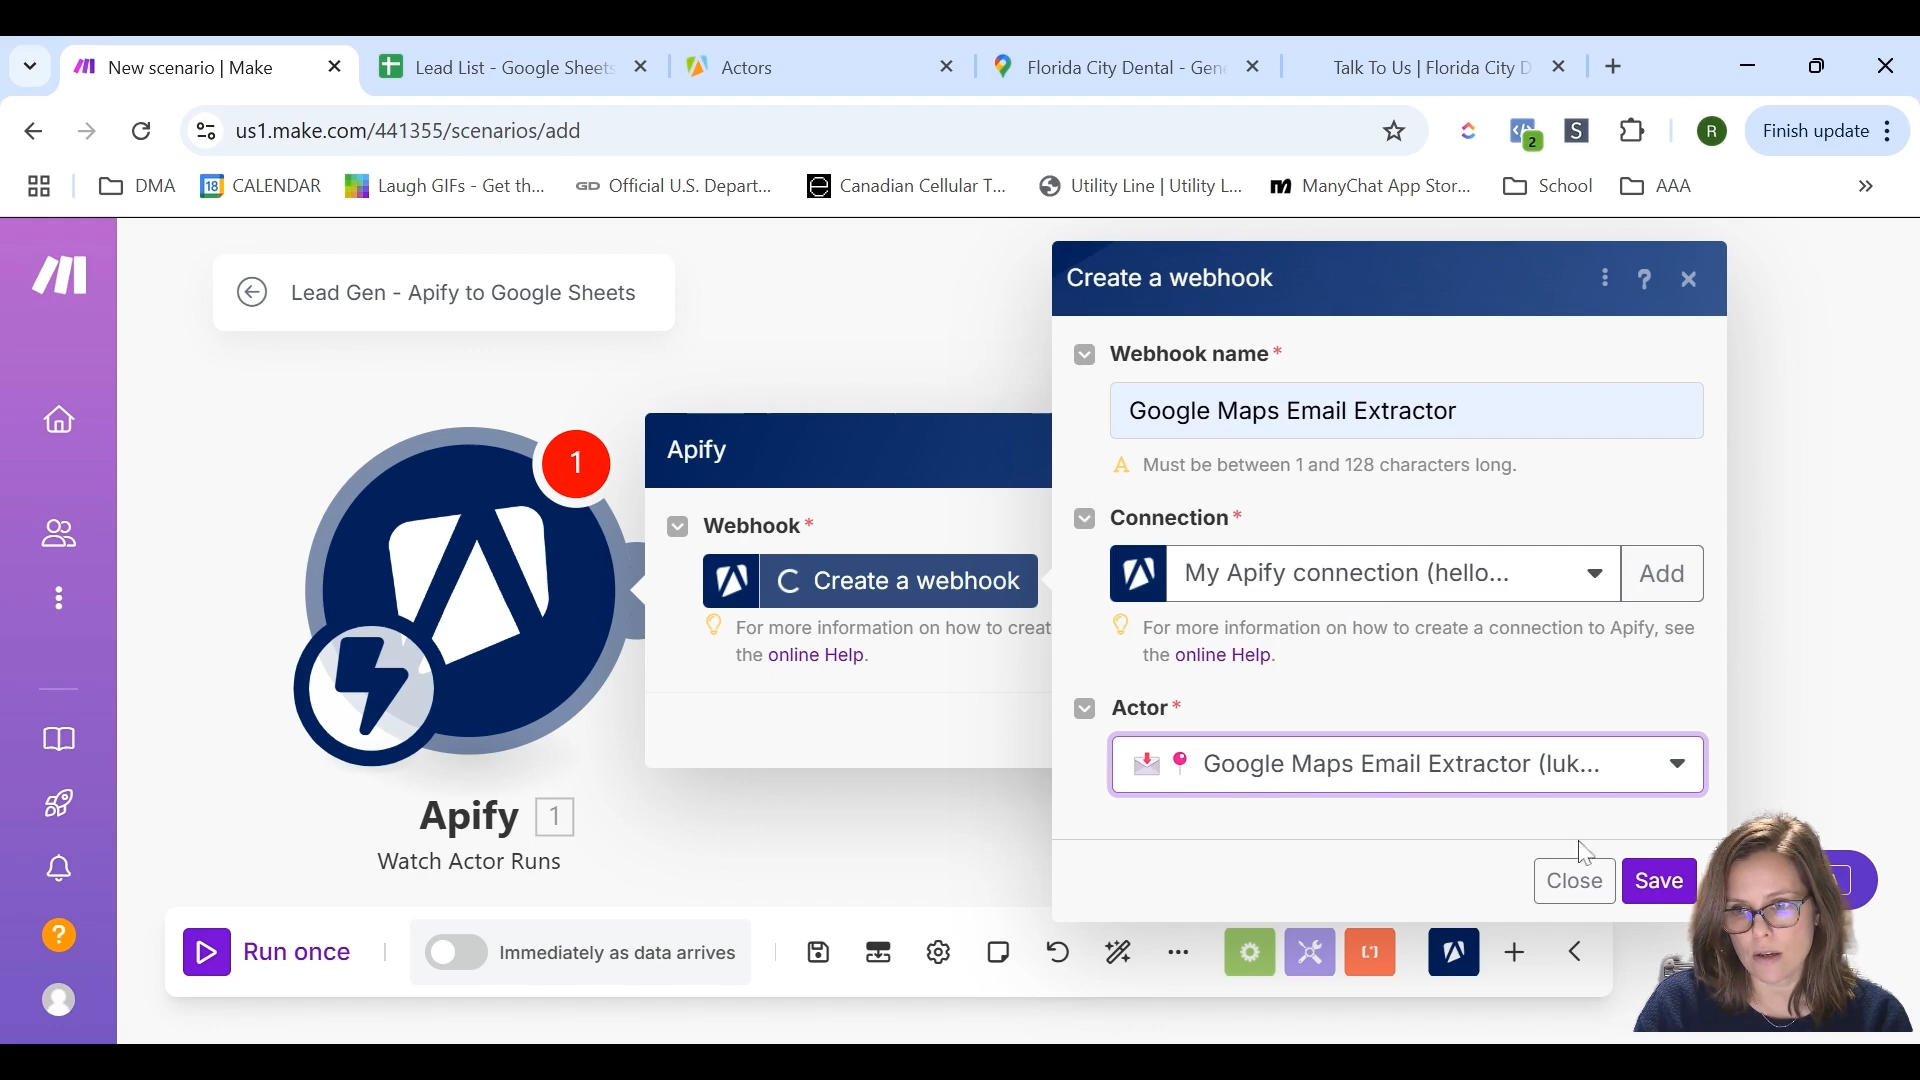 New scenario | Make
Lead List - Google Sheets
Actors
Florida City Dental - Gen
Talk To Us | Florida City D
us1.make.com/441355/scenarios/add
2
S
R
Finish update
DMA
18
CALENDAR
Laugh GIFs - Get th...
GD
Official U.S. Depart...
Canadian Cellular T...
Utility Line | Utility L...
ManyChat App Stor...
School
AAA
Lead Gen - Apify to Google Sheets
1
Apify
Webhook *
Create a webhook
For more information on how to creat
the online Help.
Apify 1
Watch Actor Runs
Create a webhook
?
Webhook name *
Google Maps Email Extractor
A Must be between 1 and 128 characters long.
Connection *
My Apify connection (hello...
Add
For more information on how to create a connection to Apify, see
the online Help.
Actor *
Google Maps Email Extractor (luk...
Close
Save
?
Run once
Immediately as data arrives